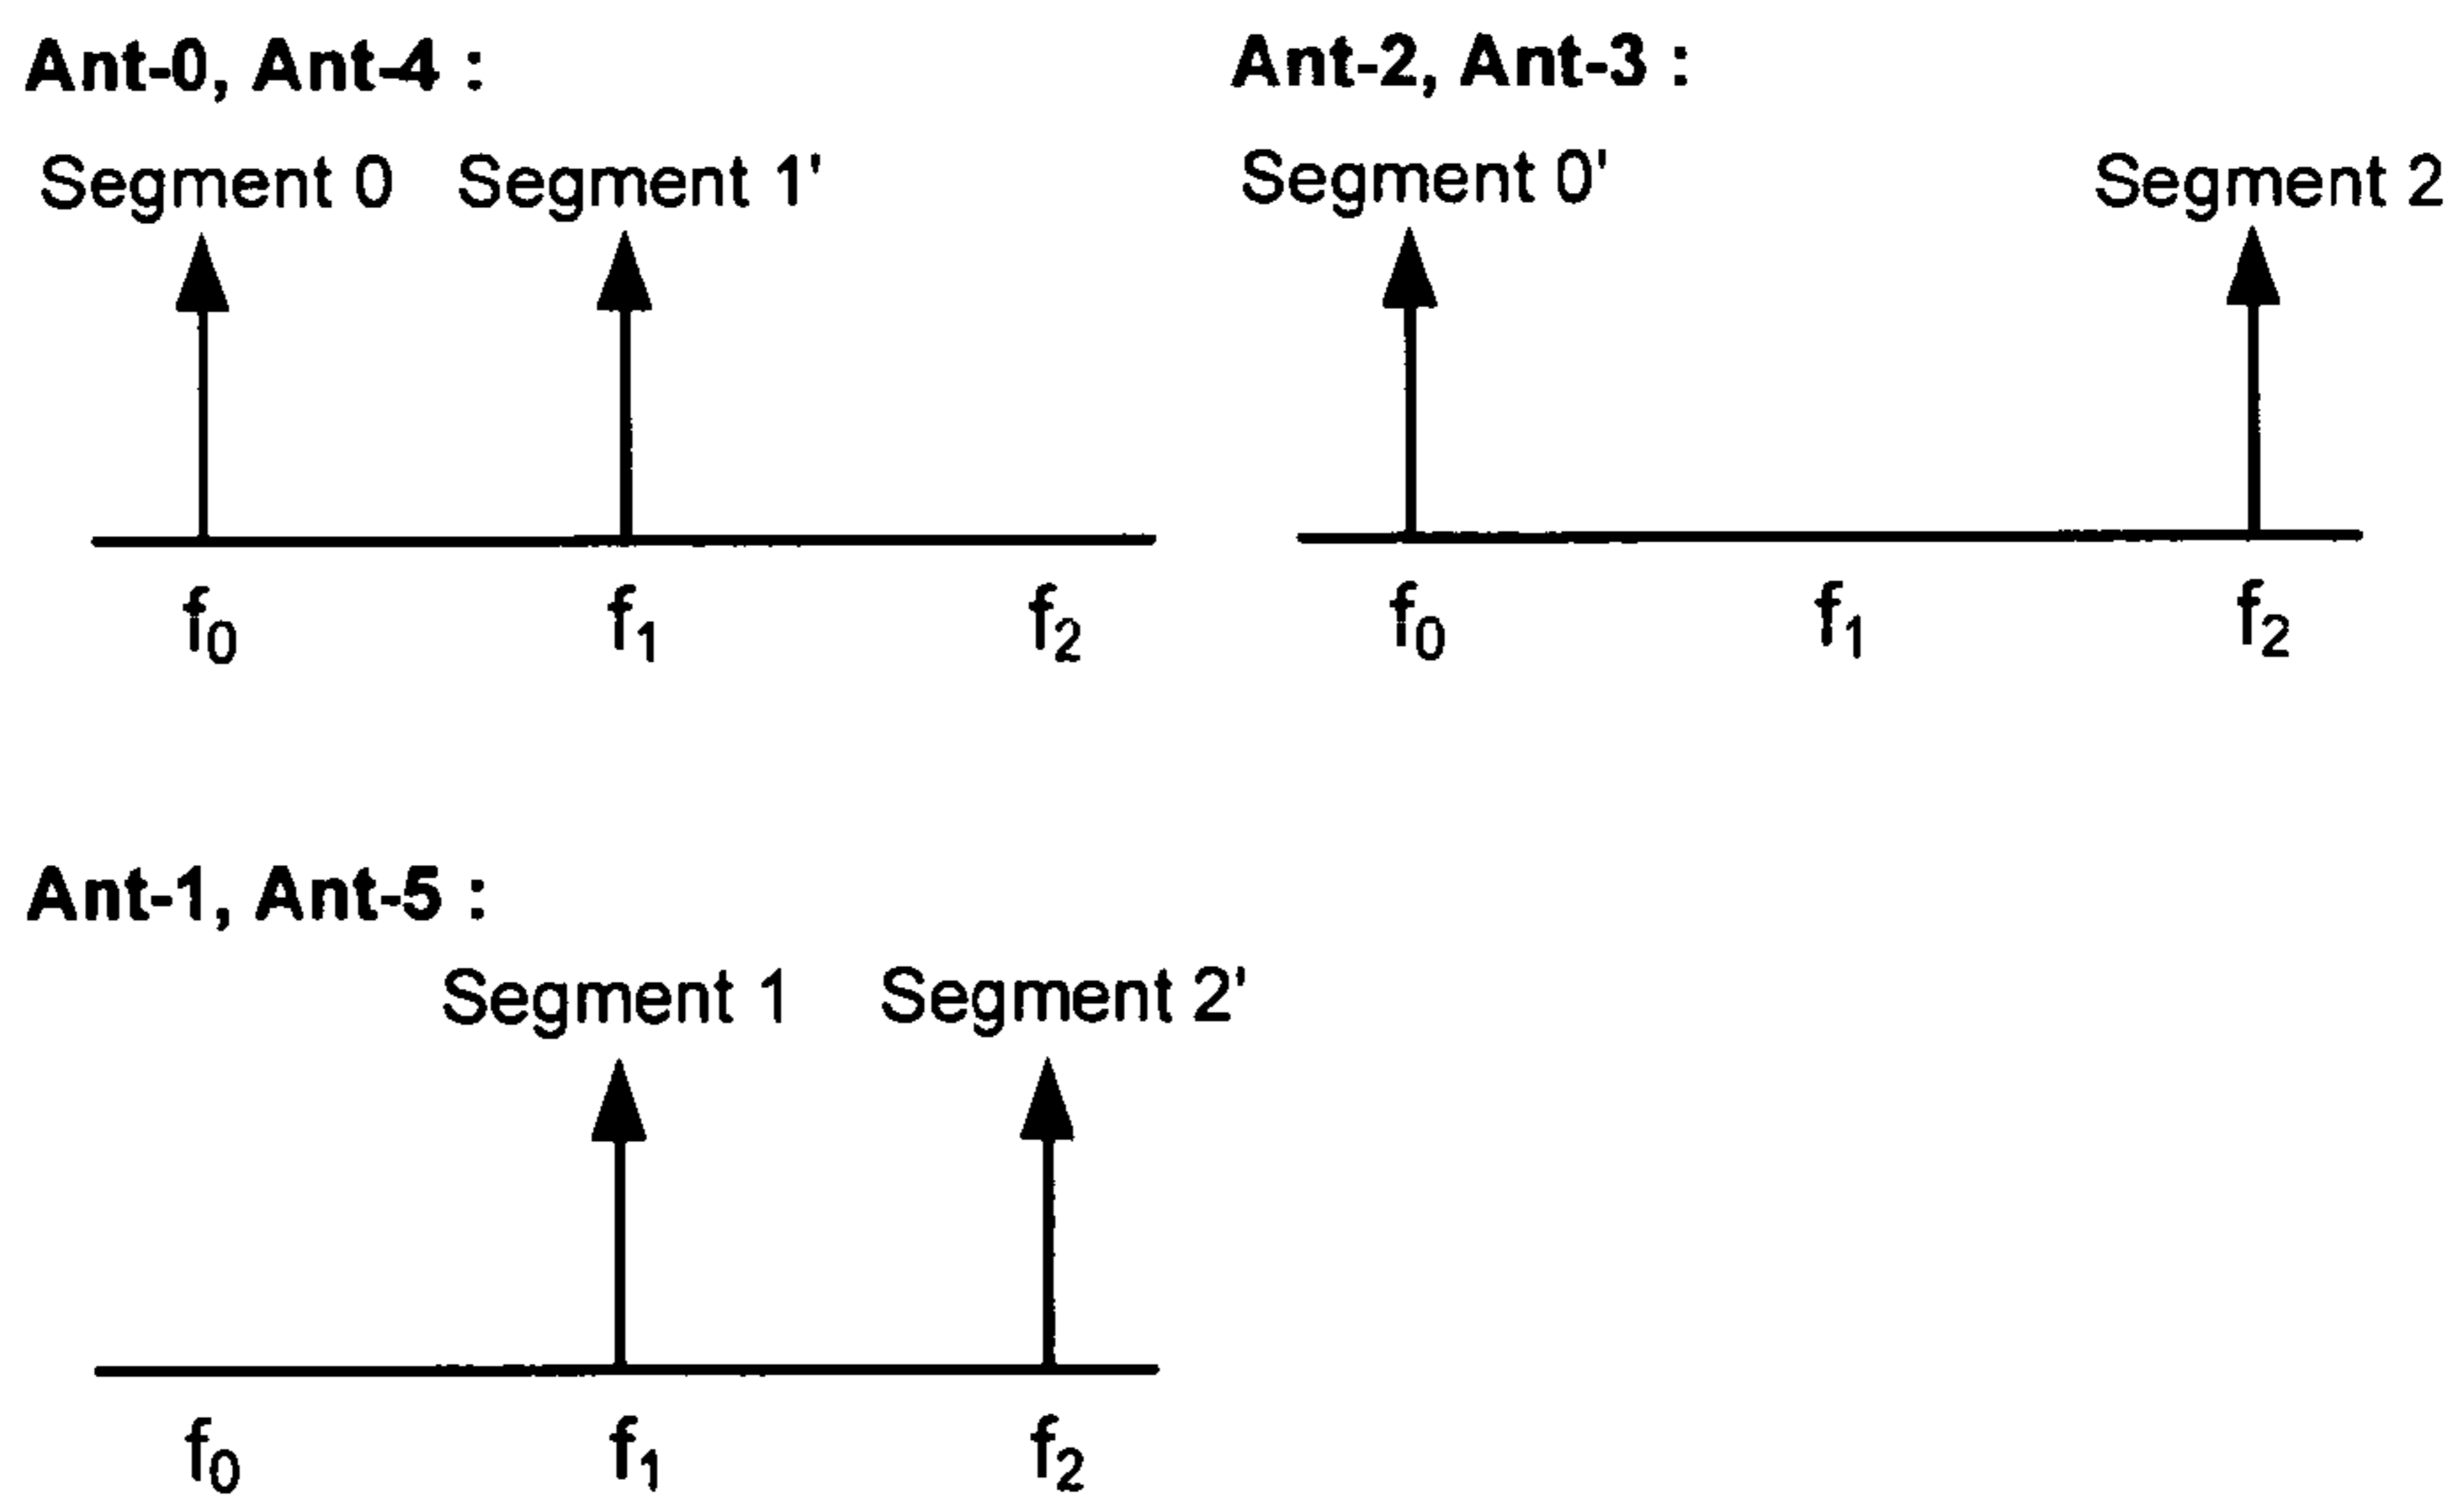 Ant-0, Ant-4 :
Segment 0 Segment 1'
f0 f1 f2
Ant-2, Ant-3 :
Segment 0' Segment 2
f0 f1 f2
Ant-1, Ant-5 :
Segment 1 Segment 2'
f0 f1 f2